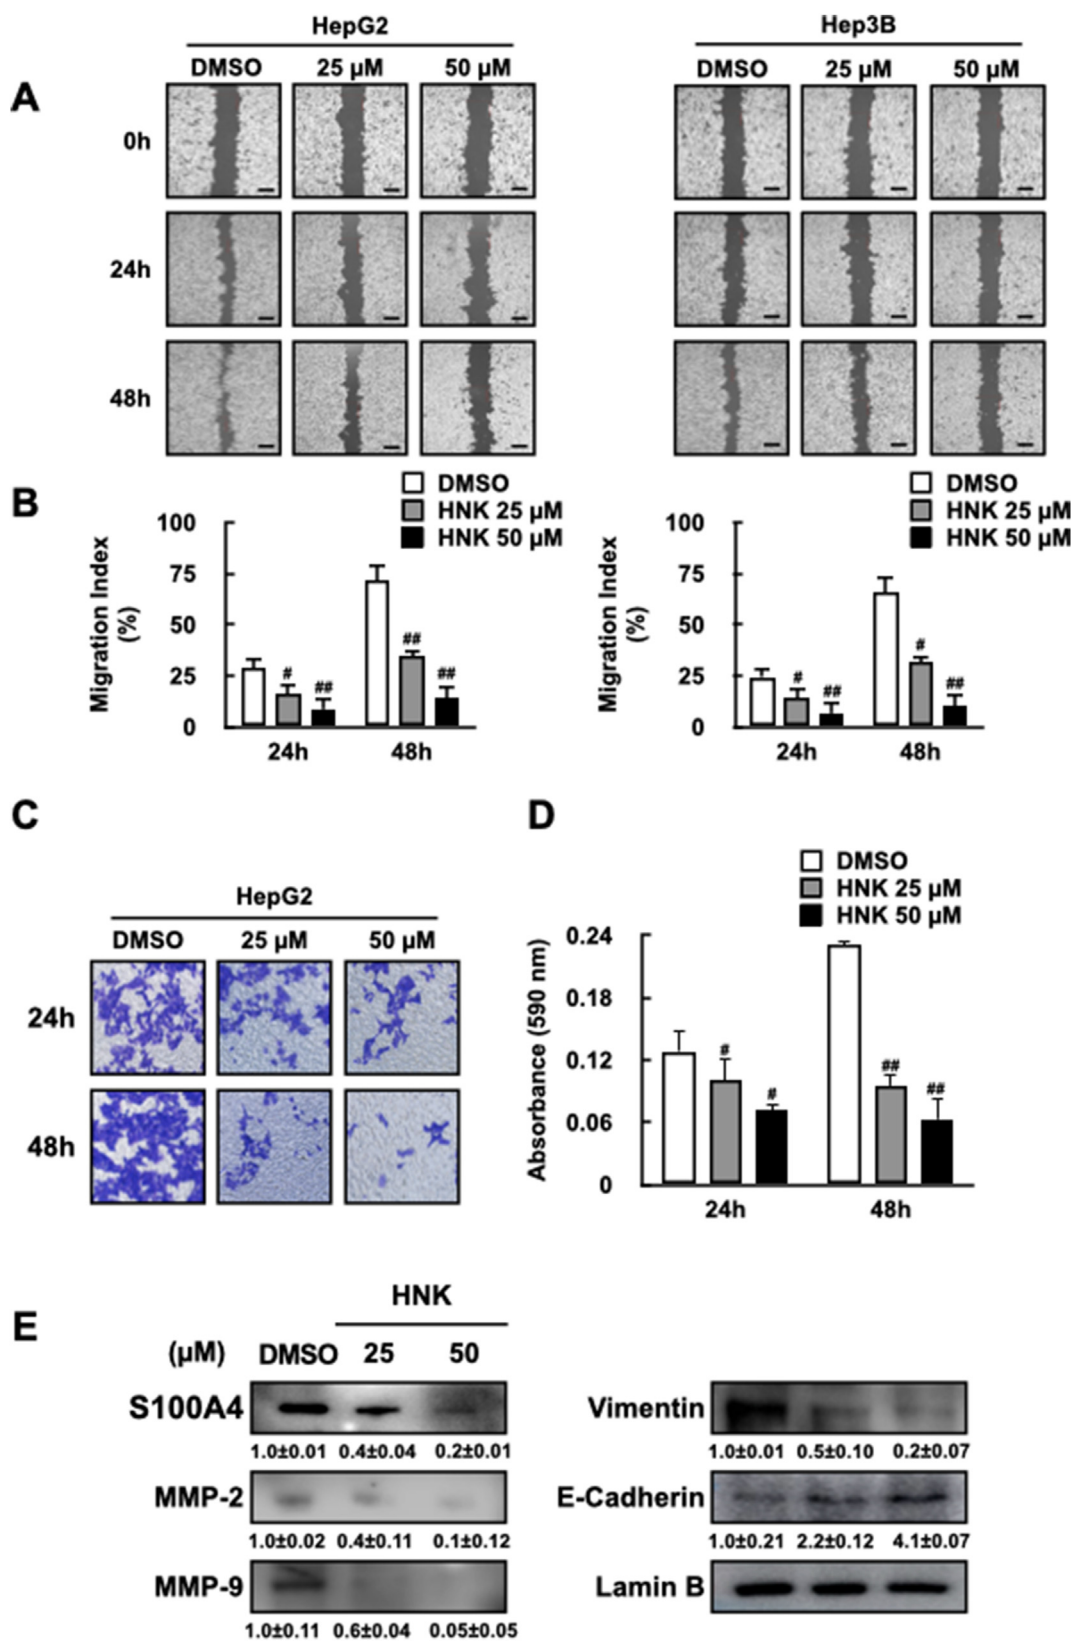 HepG2
Hep3B
DMSO 25 µM 50 µM
DMSO 25 µM 50 µM
A
0h
24h
48h
B
DMSO
HNK 25 µM
HNK 50 µM
Migration Index
(%)
100
75
50
25
0
# ## ## ##
24h 48h
DMSO
HNK 25 µM
HNK 50 µM
Migration Index
(%)
100
75
50
25
0
# ## # ##
24h 48h
C
HepG2
DMSO 25 µM 50 µM
24h
48h
D
DMSO
HNK 25 µM
HNK 50 µM
Absorbance (590 nm)
0.24
0.18
0.12
0.06
0
# # ## ##
24h 48h
E
HNK
(µM) DMSO 25 50
S100A4
1.0±0.01 0.4±0.04 0.2±0.01
MMP-2
1.0±0.02 0.4±0.11 0.1±0.12
MMP-9
1.0±0.11 0.6±0.04 0.05±0.05
Vimentin
1.0±0.01 0.5±0.10 0.2±0.07
E-Cadherin
1.0±0.21 2.2±0.12 4.1±0.07
Lamin B